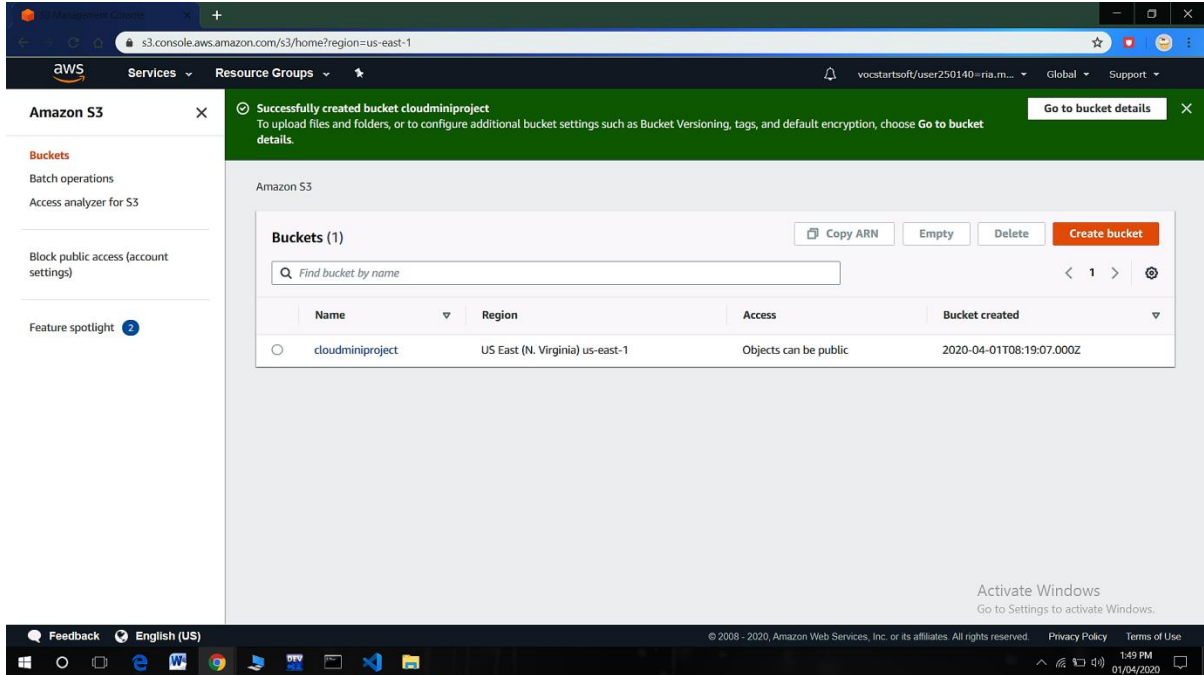 S3 Management Console
s3.console.aws.amazon.com/s3/home?region=us-east-1
aws Services Resource Groups vocstartsoft/user250140=ria.m... Global Support
Amazon S3
Successfully created bucket cloudminiproject
Go to bucket details
To upload files and folders, or to configure additional bucket settings such as Bucket Versioning, tags, and default encryption, choose Go to bucket
details.
Buckets
Batch operations
Access analyzer for S3
Block public access (account
settings)
Feature spotlight 2
Amazon S3
Buckets (1)
Copy ARN Empty Delete Create bucket
Find bucket by name
1
Name Region Access Bucket created
cloudminiproject US East (N. Virginia) us-east-1 Objects can be public 2020-04-01T08:19:07.000Z
Activate Windows
Go to Settings to activate Windows.
Feedback English (US) © 2008 - 2020, Amazon Web Services, Inc. or its affiliates. All rights reserved. Privacy Policy Terms of Use
DEV
1:49 PM
01/04/2020